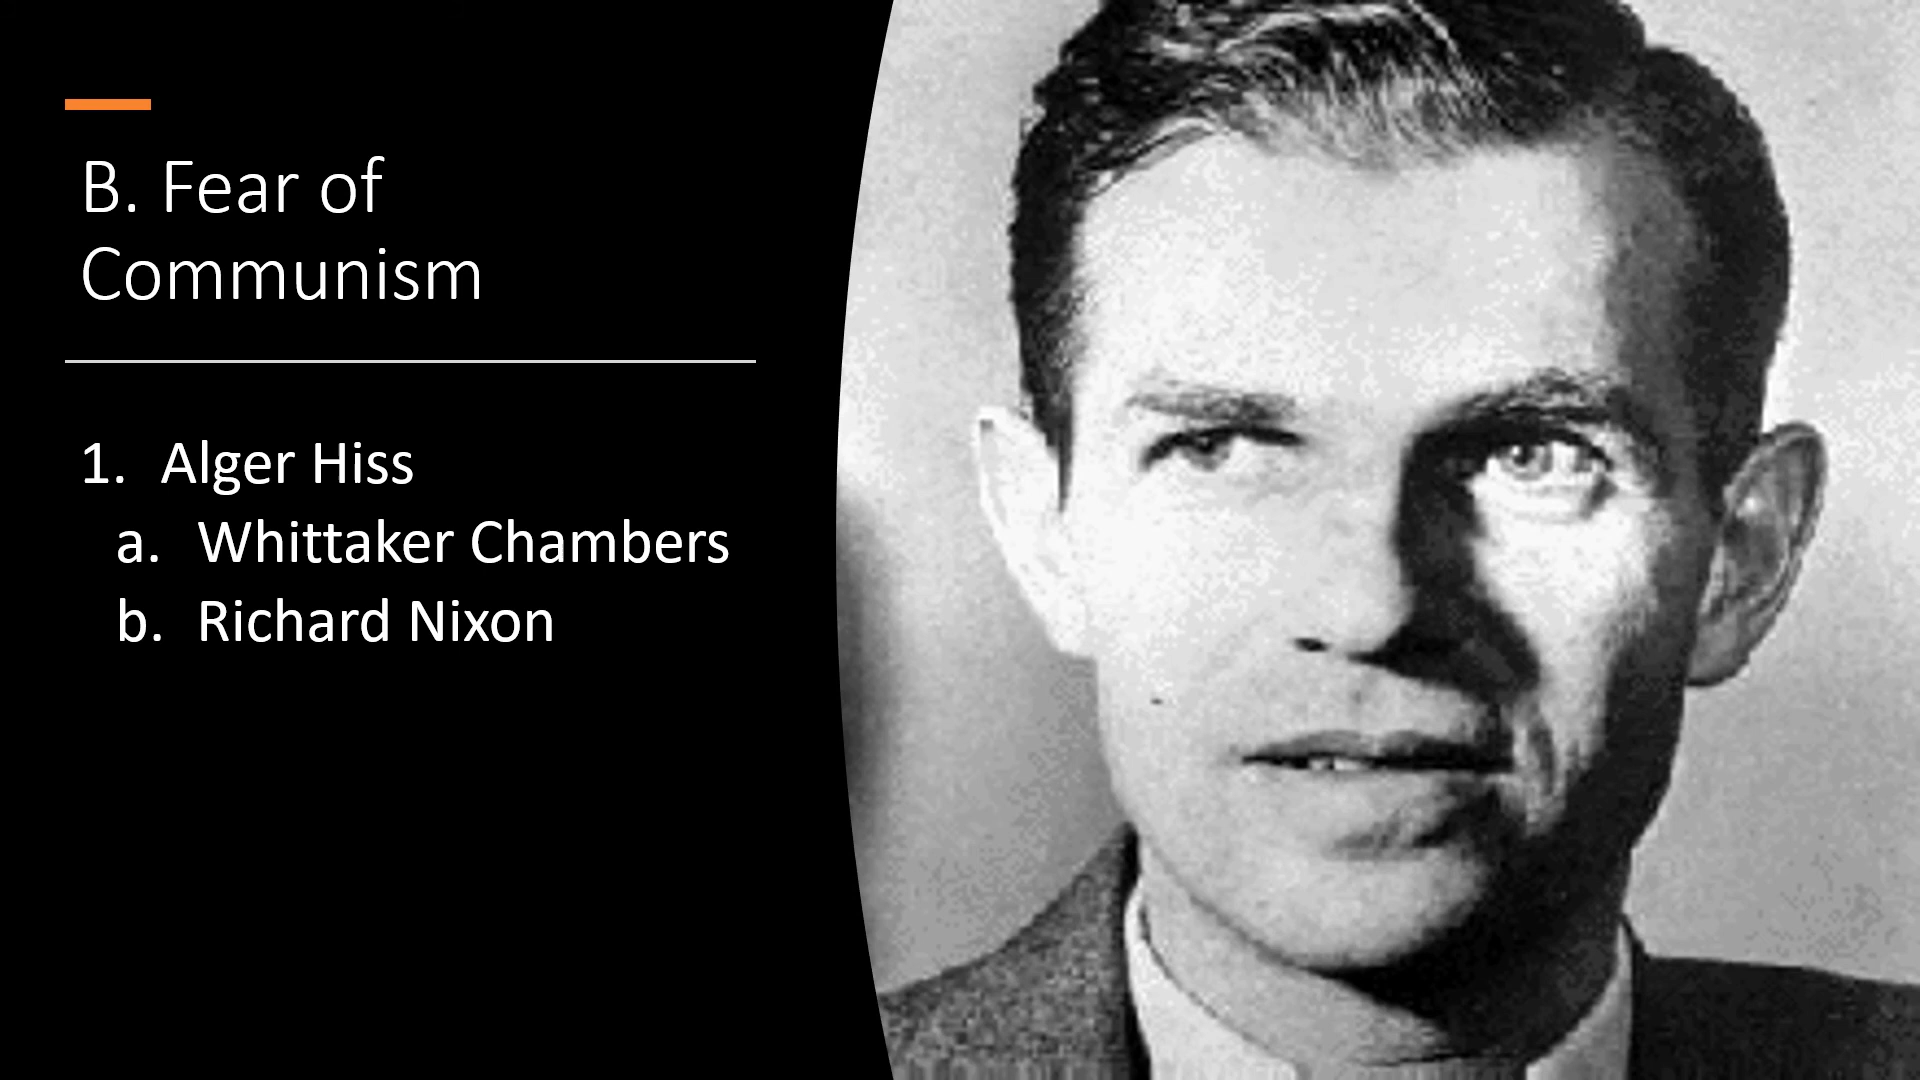 B. Fear of
Communism
1. Alger Hiss
a. Whittaker Chambers
b. Richard Nixon